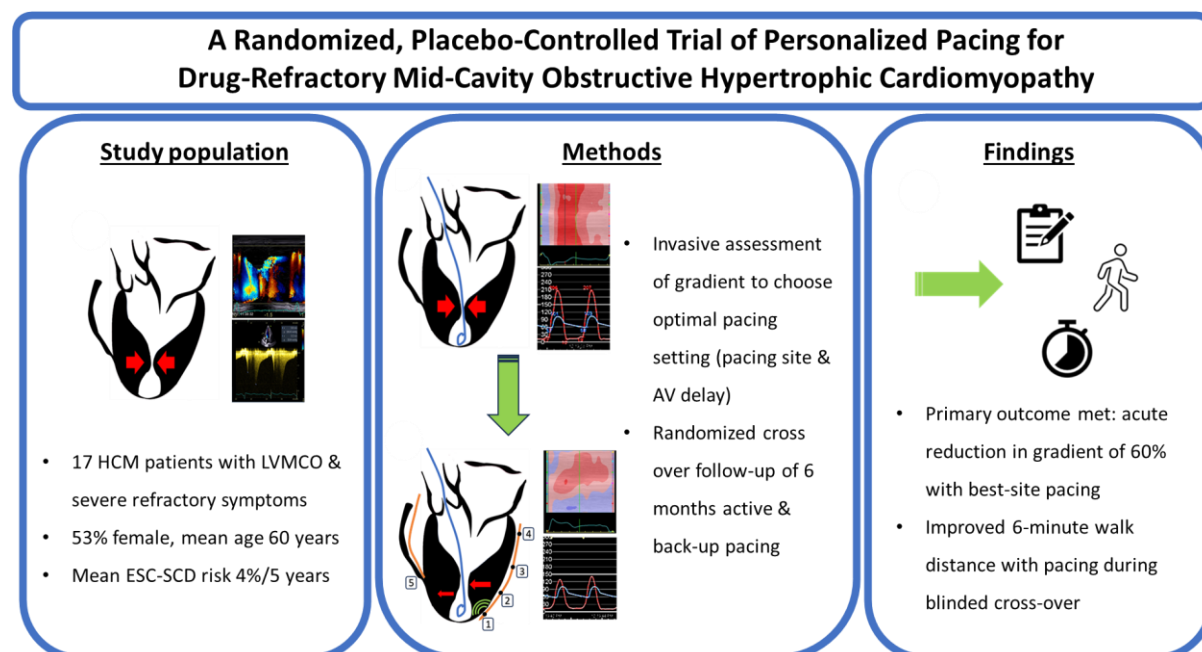 A Randomized, Placebo-Controlled Trial of Personalized Pacing for
Drug-Refractory Mid-Cavity Obstructive Hypertrophic Cardiomyopathy
Study population
• 17 HCM patients with LVMCO &
severe refractory symptoms
• 53% female, mean age 60 years
• Mean ESC-SCD risk 4%/5 years
Methods
• Invasive assessment
of gradient to choose
optimal pacing
setting (pacing site &
AV delay)
• Randomized cross
over follow-up of 6
months active &
back-up pacing
4
3
5
2
1
Findings
• Primary outcome met: acute
reduction in gradient of 60%
with best-site pacing
• Improved 6-minute walk
distance with pacing during
blinded cross-over